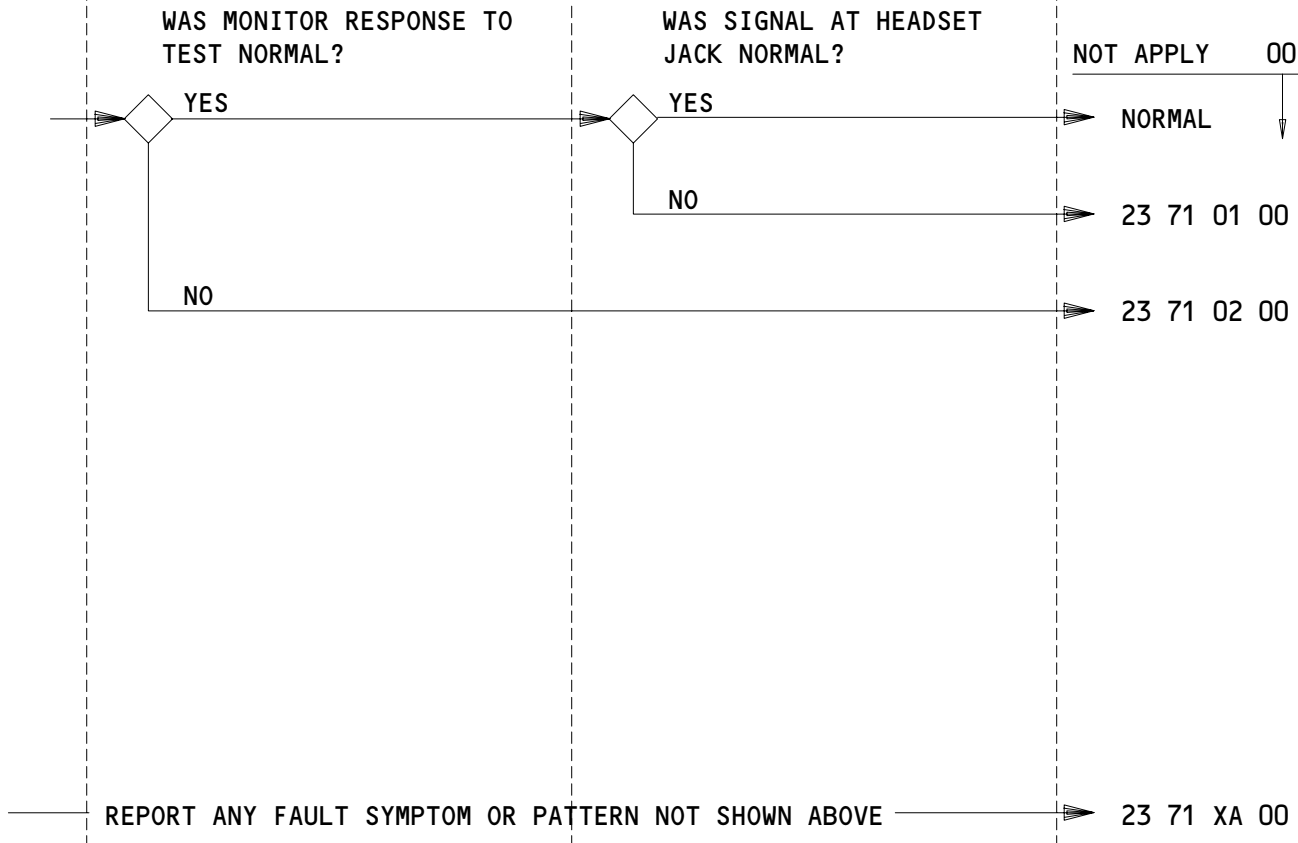 WAS MONITOR RESPONSE TO
TEST NORMAL?
WAS SIGNAL AT HEADSET
JACK NORMAL?
NOT APPLY 00
YES
YES
NORMAL
NO
23 71 01 00
NO
23 71 02 00
REPORT ANY FAULT SYMPTOM OR PATTERN NOT SHOWN ABOVE
23 71 XA 00